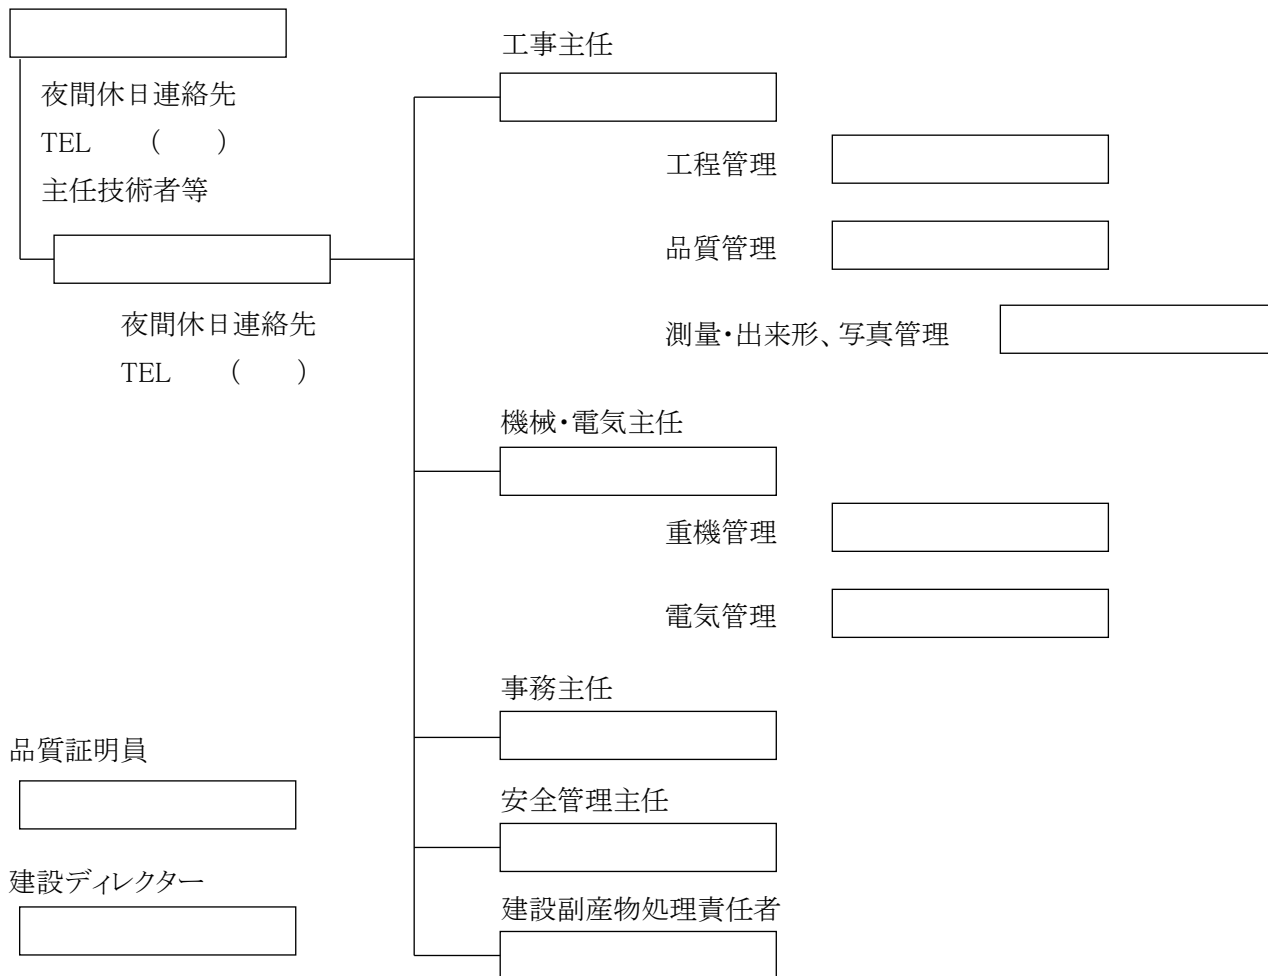 夜間休日連絡先
TEL　　(　　)
主任技術者等
夜間休日連絡先
TEL　　(　　)
工事主任
工程管理
品質管理
測量・出来形、写真管理
機械・電気主任
重機管理
電気管理
事務主任
安全管理主任
建設副産物処理責任者
品質証明員
建設ディレクター